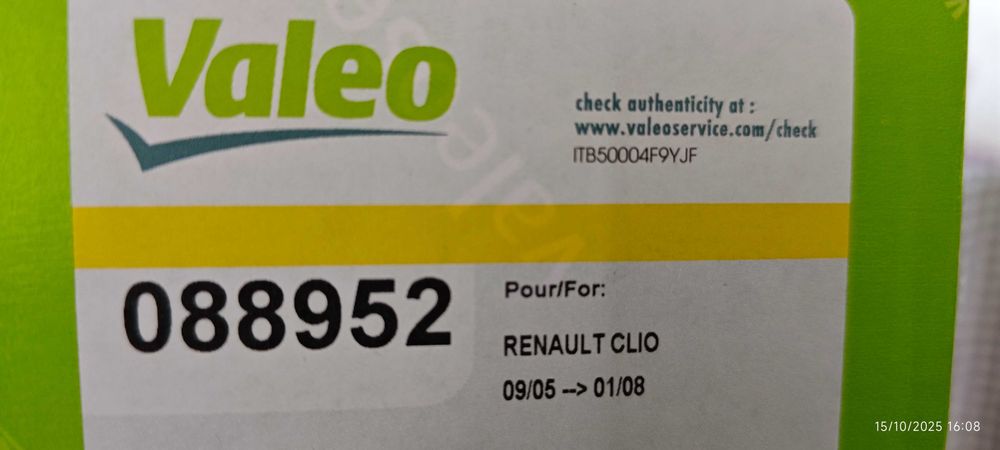 Valeo
check authenticity at :
www.valeoservice.com/check
ITB50004F9YJF
088952
Pour/For:
RENAULT CLIO
09/05 --> 01/08
15/10/2025 16:08